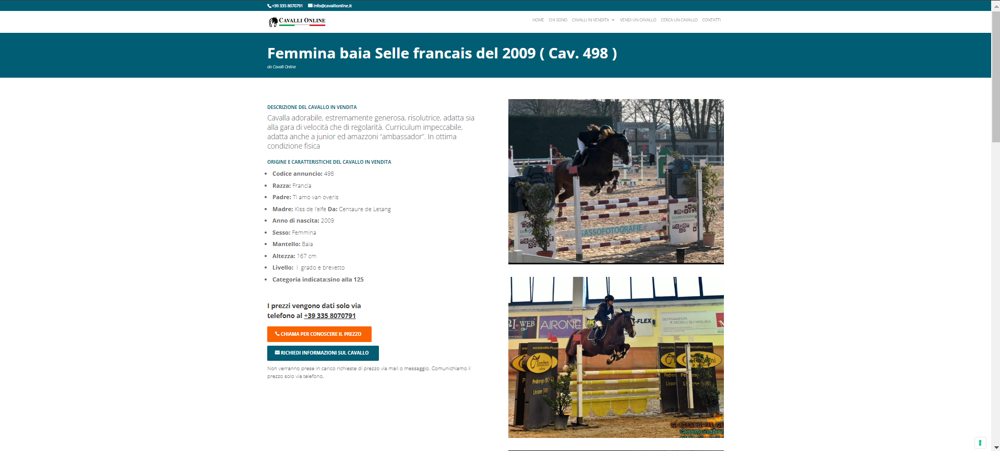 +39 335 8070791 info@cavallionline.it
CAVALLI ONLINE
HOME CHI SONO CAVALLI IN VENDITA VENDI UN CAVALLO CERCA UN CAVALLO CONTATTI
Femmina baia Selle francais del 2009 ( Cav. 498 )
da Cavalli Online
DESCRIZIONE DEL CAVALLO IN VENDITA
Cavalla adorabile, estremamente generosa, risolutrice, adatta sia
alla gara di velocità che di regolarità. Curriculum impeccabile,
adatta anche a junior ed amazzoni “ambassador”. In ottima
condizione fisica
ORIGINE E CARATTERISTICHE DEL CAVALLO IN VENDITA
Codice annuncio: 498
Razza: Francia
Padre: Ti amo van overis
Madre: Kiss de l’elfe Da: Centaure de Letang
Anno di nascita: 2009
Sesso: Femmina
Mantello: Baia
Altezza: 167 cm
Livello: I grado e brevetto
Categoria indicata:sino alla 125
I prezzi vengono dati solo via
telefono al +39 335 8070791
CHIAMA PER CONOSCERE IL PREZZO
RICHIEDI INFORMAZIONI SUL CAVALLO
Non verranno prese in carico richieste di prezzo via mail o messaggio. Comunichiamo il
prezzo solo via telefono.
SASSOFOTOGRAFIE.IT
WEB AIRONE -FLEX
SERRAMENTI
E MOBILI SU MISURA
www.tombiniselleria.com
Tombini
Pedrengo (BG)
Lissone (MB)
LE SCUDERIE DEL
Concorso Nazion